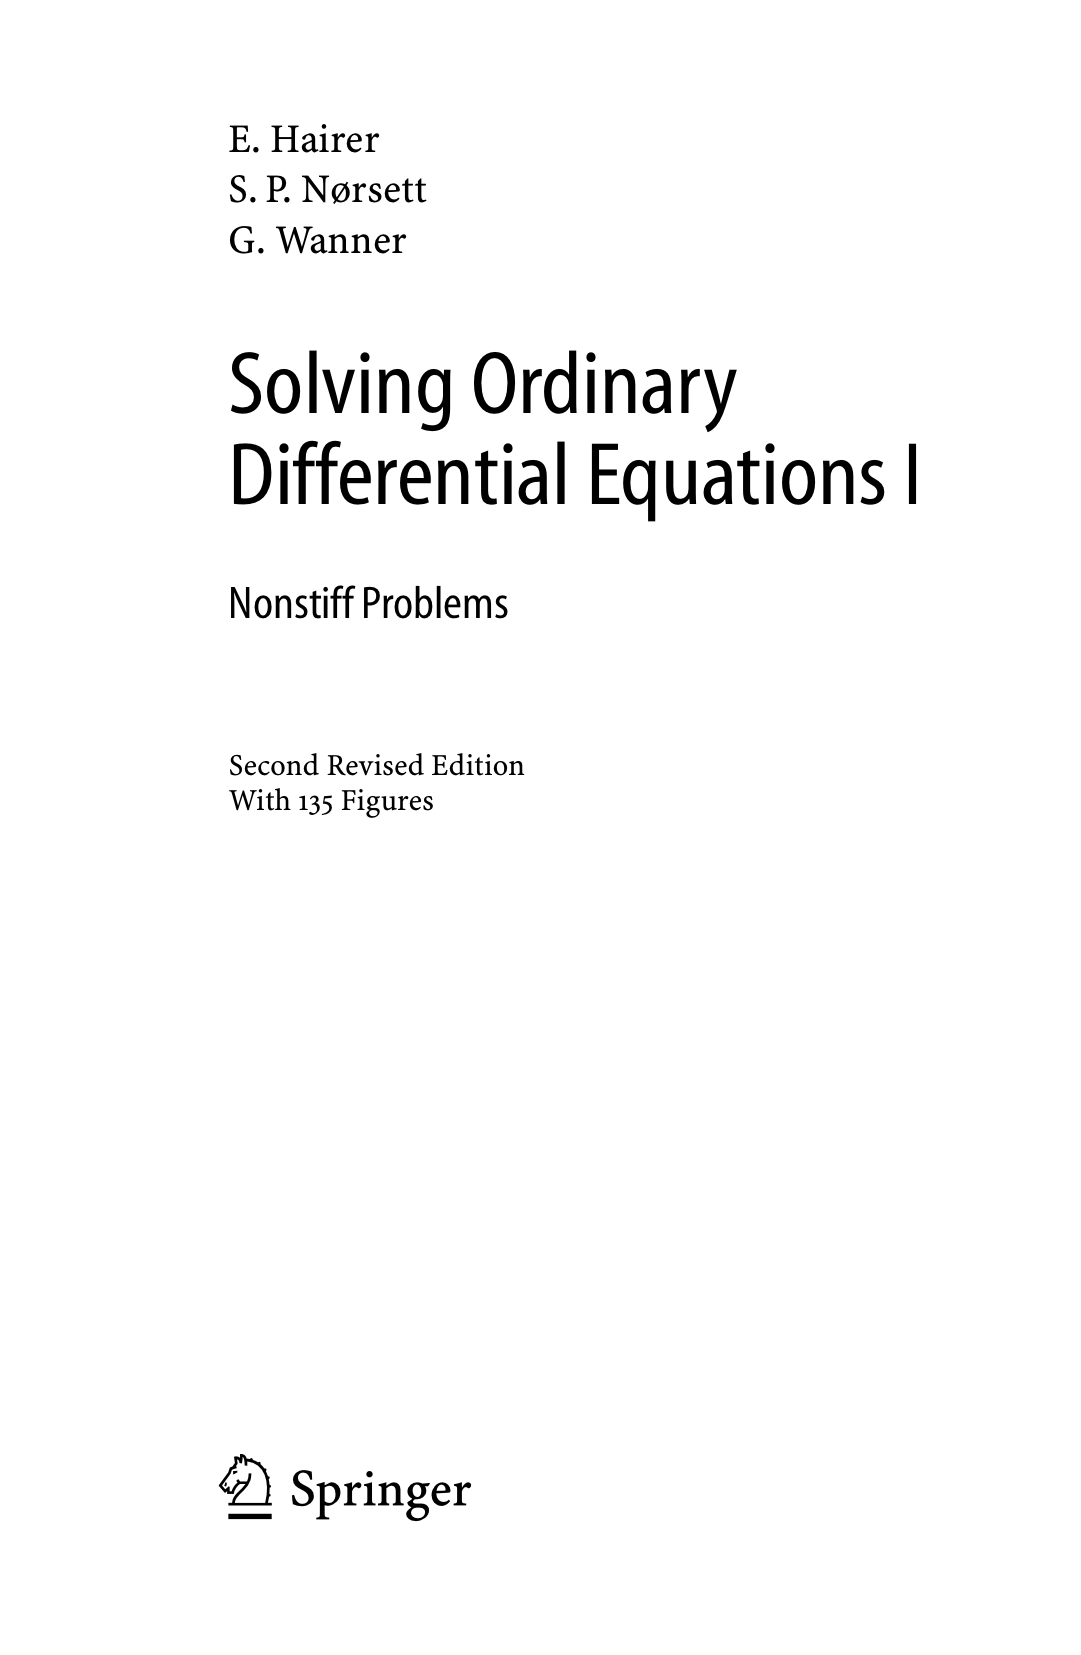 E. Hairer
S. P. Nørsett
G. Wanner
Solving Ordinary
Differential Equations I
Nonstiff Problems
Second Revised Edition
With 135 Figures
Springer